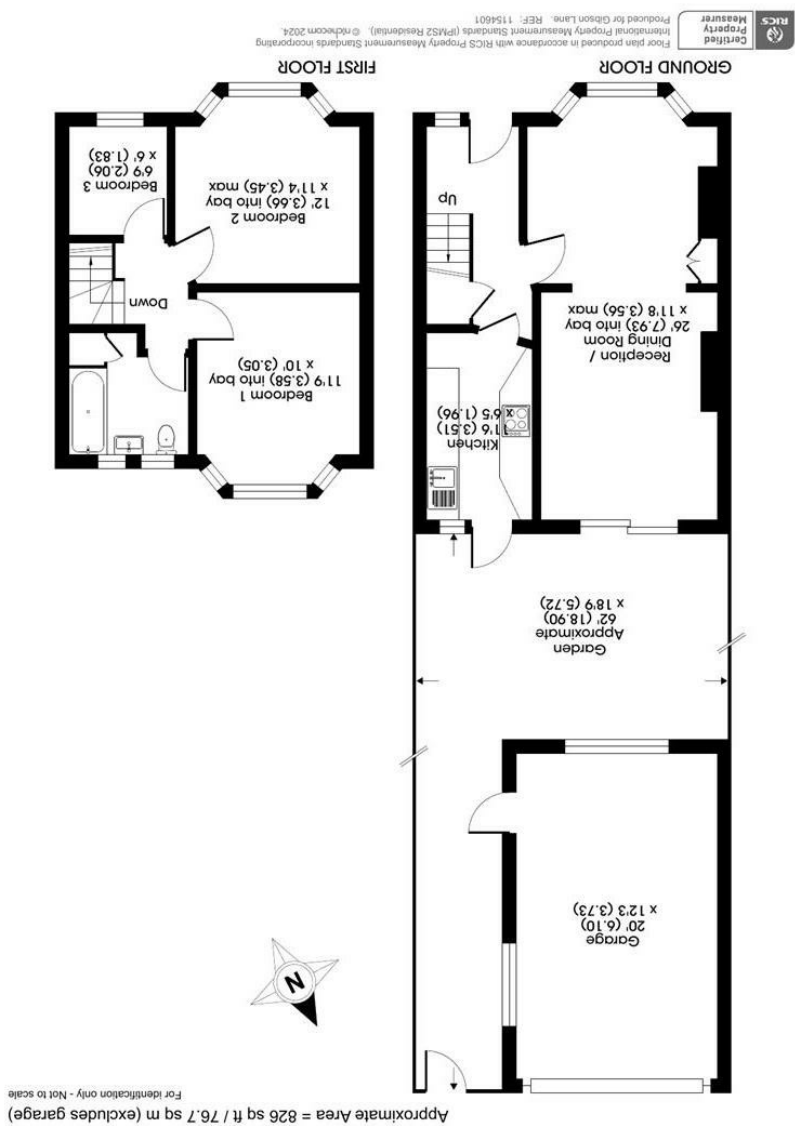 Approximate Area = 826 sq ft / 76.7 sq m (excludes garage)
For identification only - Not to scale
N
Garage
20' (6.10)
x 12'3 (3.73)
Garden
Approximate
62' (18.90)
x 18'9 (5.72)
Kitchen
11'6 (3.51)
x 6'5 (1.96)
Reception /
Dining Room
26' (7.93) into bay
x 11'8 (3.56) max
Up
GROUND FLOOR
Bedroom 1
11'9 (3.58) into bay
x 10' (3.05)
Down
Bedroom 2
12' (3.66) into bay
x 11'4 (3.45) max
Bedroom 3
6'9 (2.06)
x 6' (1.83)
FIRST FLOOR
RICS
Certified
Property
Measurer
Floor plan produced in accordance with RICS Property Measurement Standards incorporating
International Property Measurement Standards (IPMS2 Residential). © nichecom 2024.
Produced for Gibson Lane. REF: 1154601